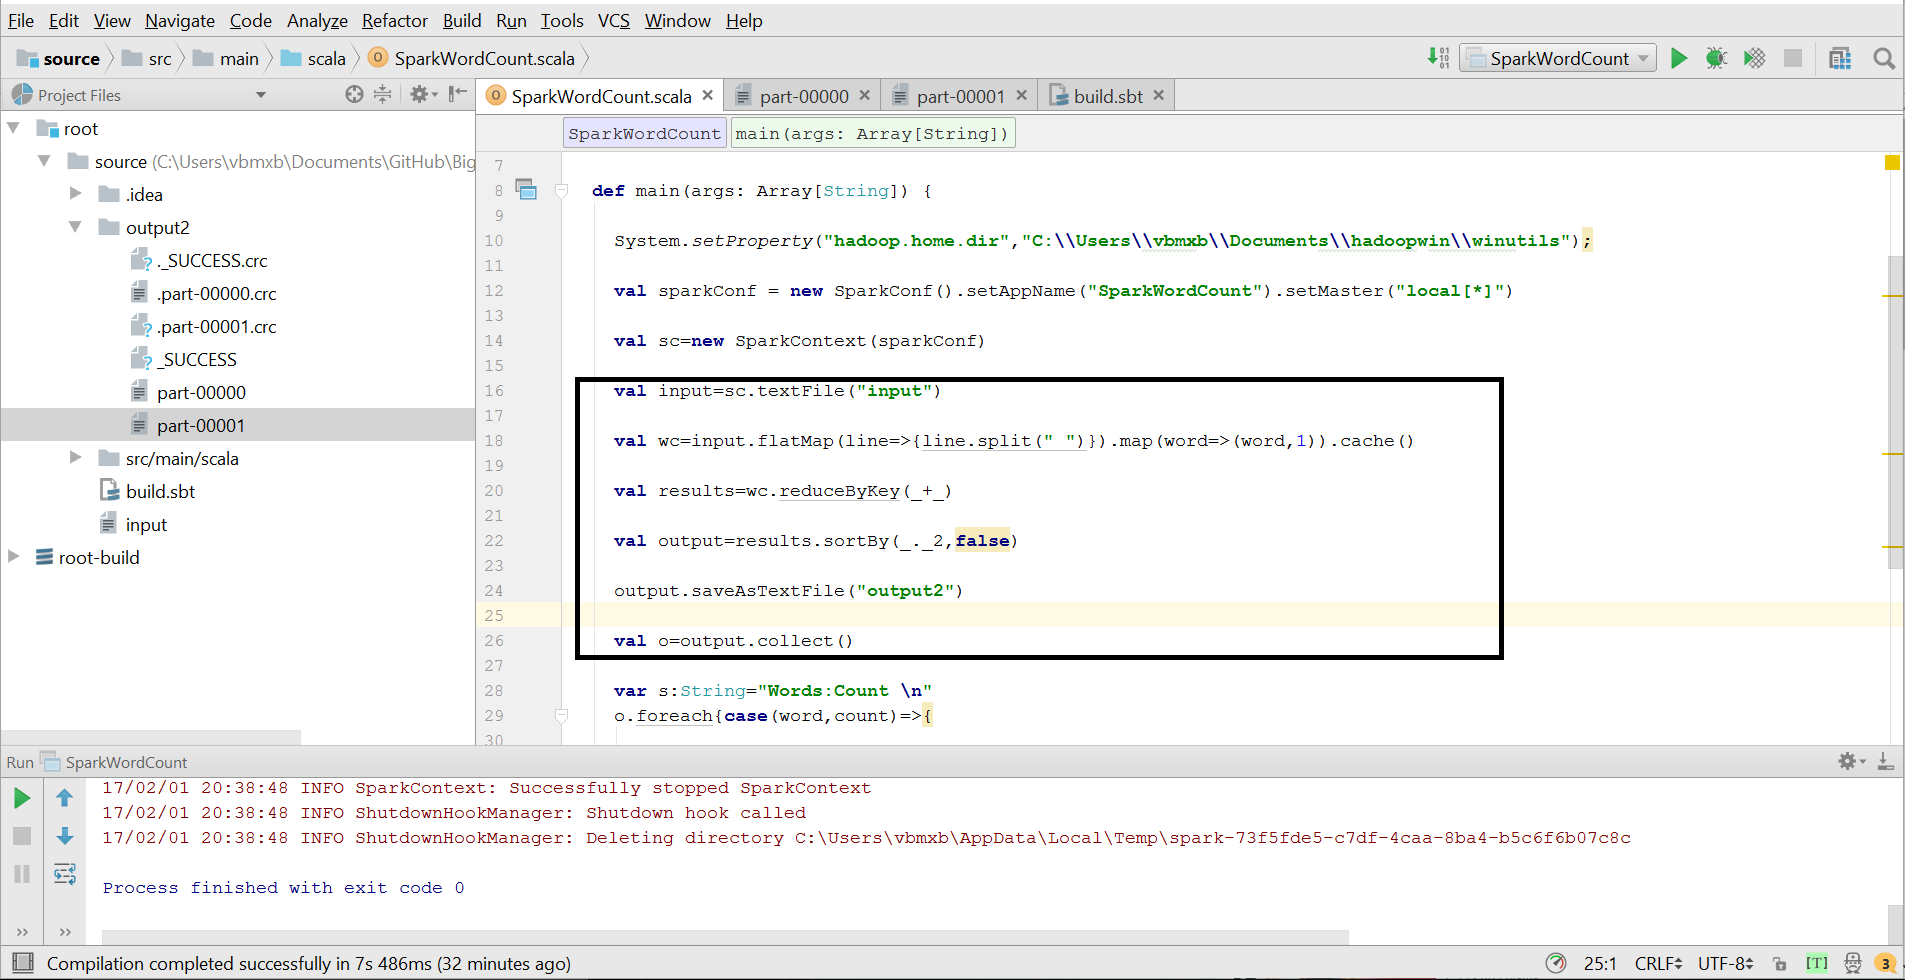 File Edit View Navigate Code Analyze Refactor Build Run Tools VCS Window Help
source src main scala SparkWordCount.scala SparkWordCount
Project Files
SparkWordCount.scala part-00000 part-00001 build.sbt
SparkWordCount main(args: Array[String])
root
source (C:\Users\vbmxb\Documents\GitHub\Big
.idea
output2
._SUCCESS.crc
.part-00000.crc
.part-00001.crc
_SUCCESS
part-00000
part-00001
src/main/scala
build.sbt
input
root-build
7
8 def main(args: Array[String]) {
9
10 System.setProperty("hadoop.home.dir","C:\\Users\\vbmxb\\Documents\\hadoopwin\\winutils");
11
12 val sparkConf = new SparkConf().setAppName("SparkWordCount").setMaster("local[*]")
13
14 val sc=new SparkContext(sparkConf)
15
16 val input=sc.textFile("input")
17
18 val wc=input.flatMap(line=>{line.split(" ")}).map(word=>(word,1)).cache()
19
20 val results=wc.reduceByKey(_+_)
21
22 val output=results.sortBy(_._2,false)
23
24 output.saveAsTextFile("output2")
25
26 val o=output.collect()
27
28 var s:String="Words:Count \n"
29 o.foreach{case(word,count)=>{
30
Run SparkWordCount
17/02/01 20:38:48 INFO SparkContext: Successfully stopped SparkContext
17/02/01 20:38:48 INFO ShutdownHookManager: Shutdown hook called
17/02/01 20:38:48 INFO ShutdownHookManager: Deleting directory C:\Users\vbmxb\AppData\Local\Temp\spark-73f5fde5-c7df-4caa-8ba4-b5c6f6b07c8c
Process finished with exit code 0
Compilation completed successfully in 7s 486ms (32 minutes ago) 25:1 CRLF UTF-8 [T] 3